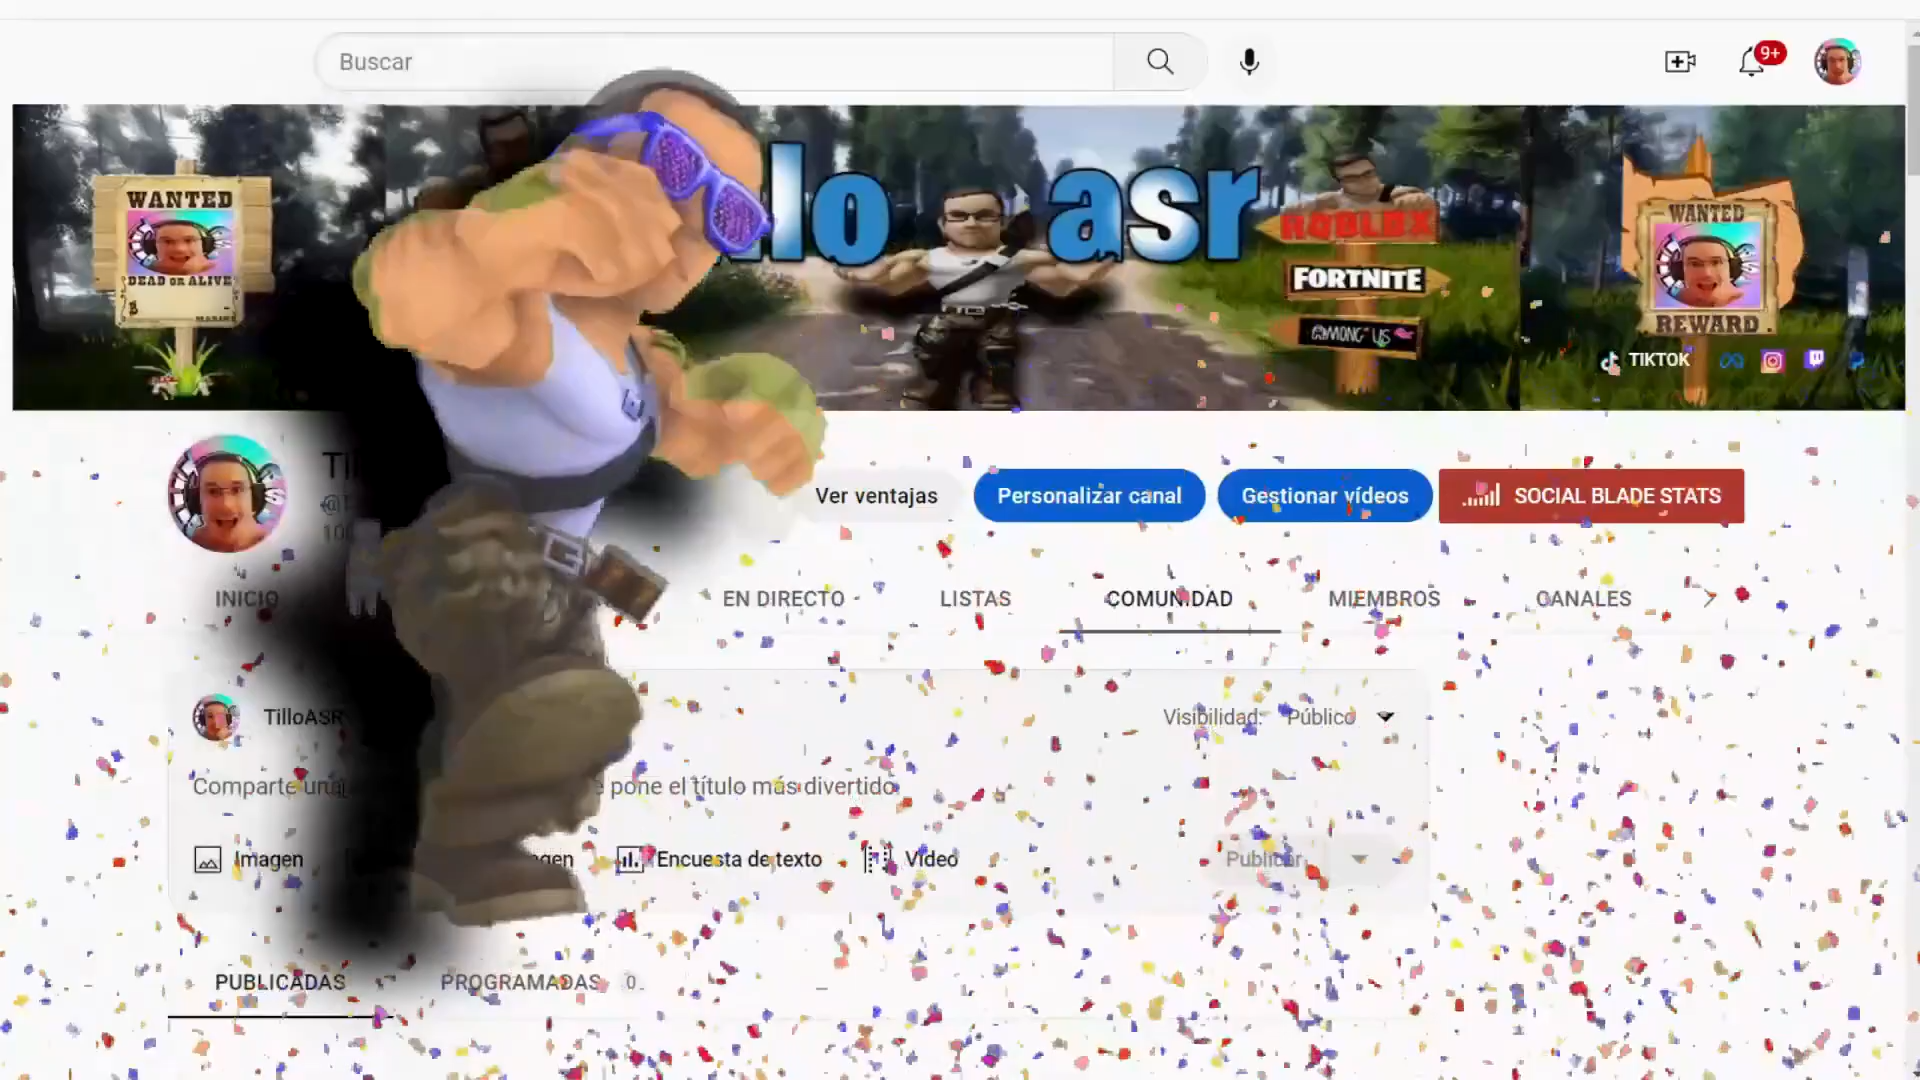 Buscar
9+
WANTED
DEAD OR ALIVE
llo asr
ROBLOX
FORTNITE
AMONG US
WANTED
REWARD
TIKTOK
Ver ventajas
Personalizar canal
Gestionar vídeos
SOCIAL BLADE STATS
INICIO
EN DIRECTO
LISTAS
COMUNIDAD
MIEMBROS
CANALES
TilloASR
Visibilidad: Público
Comparte una
pone el título más divertido
Imagen
Encuesta de texto
Vídeo
Publicar
PUBLICADAS
PROGRAMADAS 0